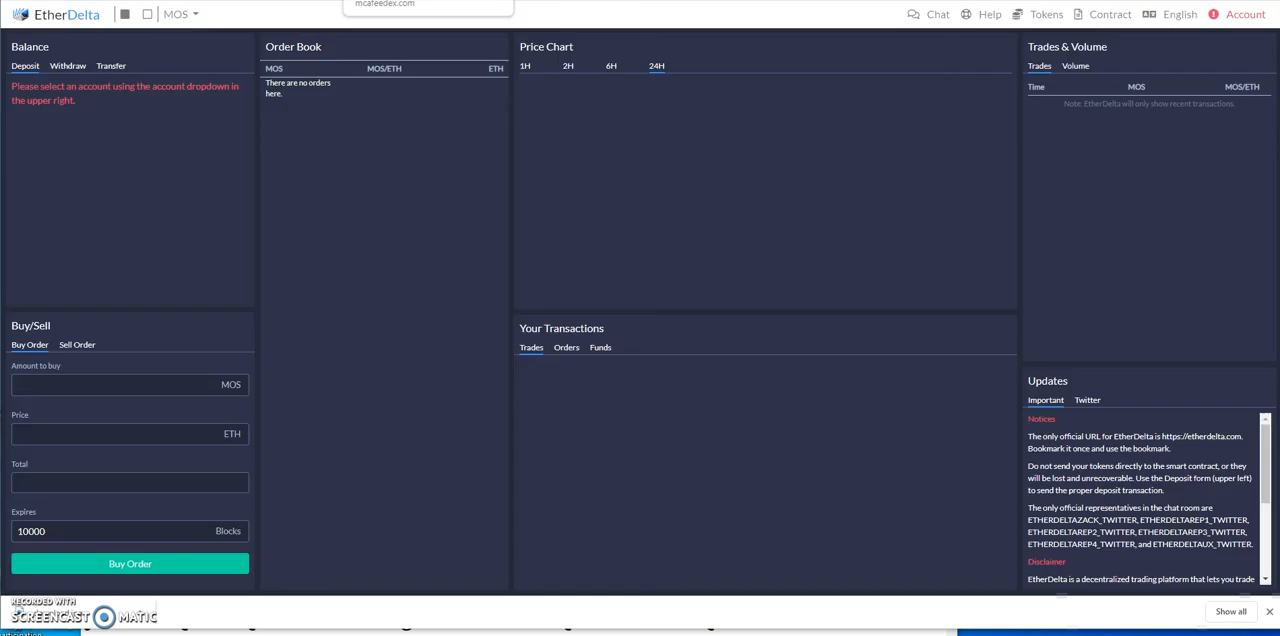 mcafeedex.com
EtherDelta
MOS
Chat
Help
Tokens
Contract
English
Account
Balance
Deposit Withdraw Transfer
Please select an account using the account dropdown in
the upper right.
Order Book
MOS MOS/ETH ETH
There are no orders
here.
Price Chart
1H 2H 6H 24H
Trades & Volume
Trades Volume
Time MOS MOS/ETH
Note: EtherDelta will only show recent transactions.
Buy/Sell
Buy Order Sell Order
Amount to buy
MOS
Price
ETH
Total
Expires
10000 Blocks
Buy Order
Your Transactions
Trades Orders Funds
Updates
Important Twitter
Notices
The only official URL for EtherDelta is https://etherdelta.com.
Bookmark it once and use the bookmark.
Do not send your tokens directly to the smart contract, or they
will be lost and unrecoverable. Use the Deposit form (upper left)
to send the proper deposit transaction.
The only official representatives in the chat room are
ETHERDELTAZACK_TWITTER, ETHERDELTAREP1_TWITTER,
ETHERDELTAREP2_TWITTER, ETHERDELTAREP3_TWITTER,
ETHERDELTAREP4_TWITTER, and ETHERDELTAUX_TWITTER.
Disclaimer
EtherDelta is a decentralized trading platform that lets you trade
RECORDED WITH
SCREENCAST MATIC
Show all